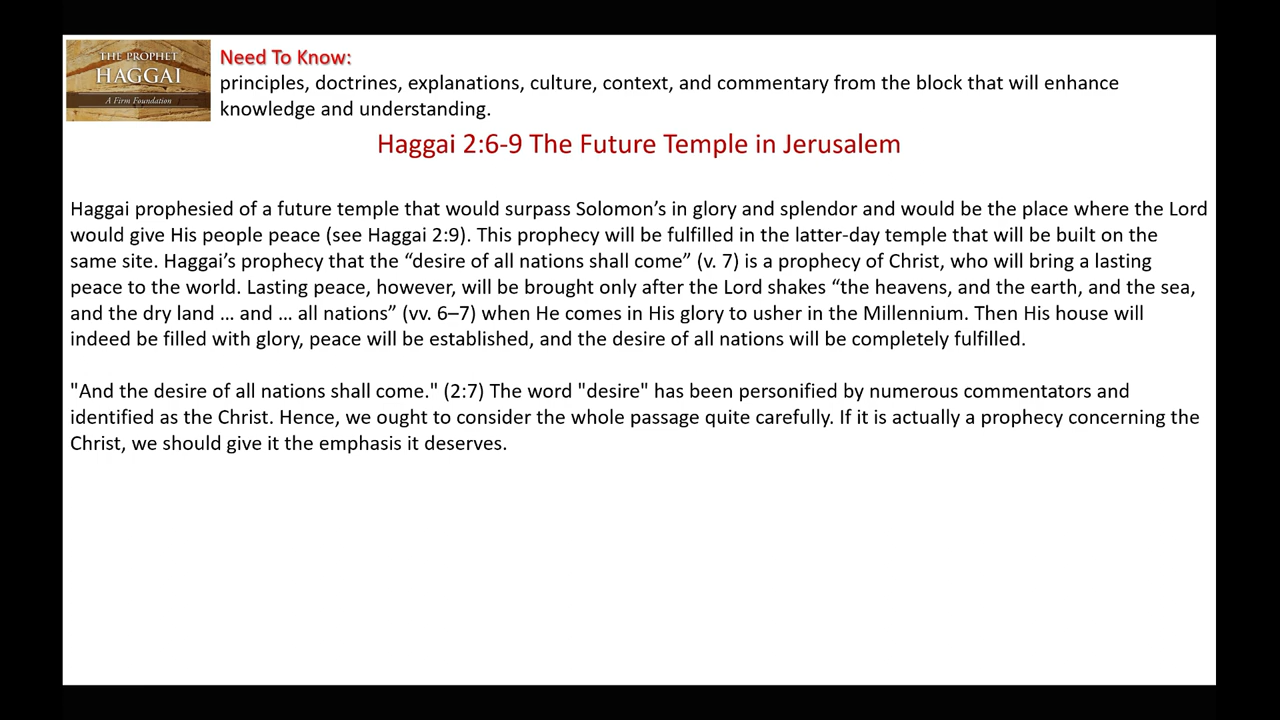 THE PROPHET
HAGGAI
A Firm Foundation
Need To Know:
principles, doctrines, explanations, culture, context, and commentary from the block that will enhance
knowledge and understanding.
Haggai 2:6-9 The Future Temple in Jerusalem
Haggai prophesied of a future temple that would surpass Solomon’s in glory and splendor and would be the place where the Lord
would give His people peace (see Haggai 2:9). This prophecy will be fulfilled in the latter-day temple that will be built on the
same site. Haggai’s prophecy that the “desire of all nations shall come” (v. 7) is a prophecy of Christ, who will bring a lasting
peace to the world. Lasting peace, however, will be brought only after the Lord shakes “the heavens, and the earth, and the sea,
and the dry land … and … all nations” (vv. 6–7) when He comes in His glory to usher in the Millennium. Then His house will
indeed be filled with glory, peace will be established, and the desire of all nations will be completely fulfilled.
"And the desire of all nations shall come." (2:7) The word "desire" has been personified by numerous commentators and
identified as the Christ. Hence, we ought to consider the whole passage quite carefully. If it is actually a prophecy concerning the
Christ, we should give it the emphasis it deserves.